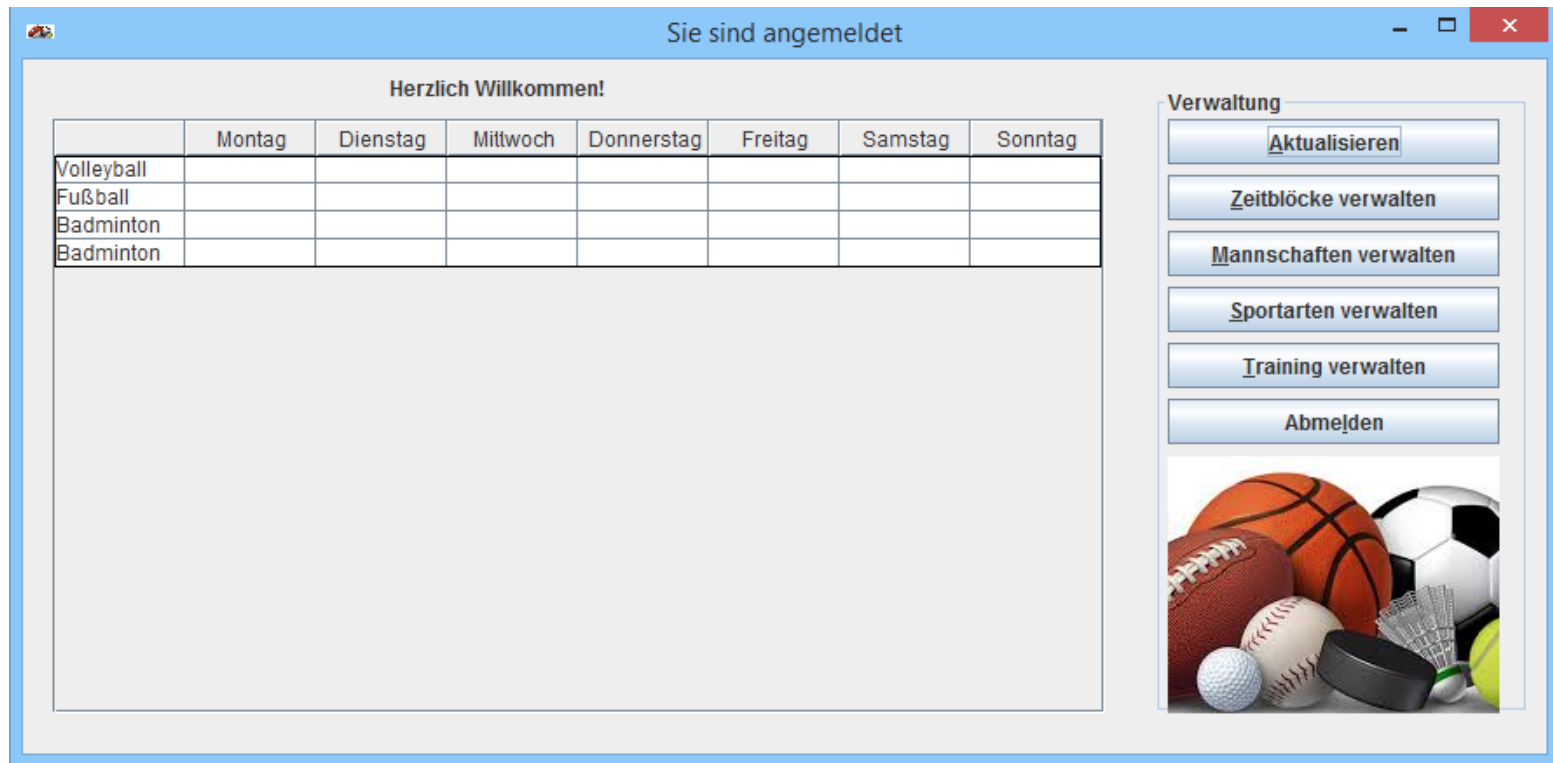 Sie sind angemeldet
Herzlich Willkommen!
Montag Dienstag Mittwoch Donnerstag Freitag Samstag Sonntag
Volleyball
Fußball
Badminton
Badminton
Verwaltung
Aktualisieren
Zeitblöcke verwalten
Mannschaften verwalten
Sportarten verwalten
Training verwalten
Abmelden